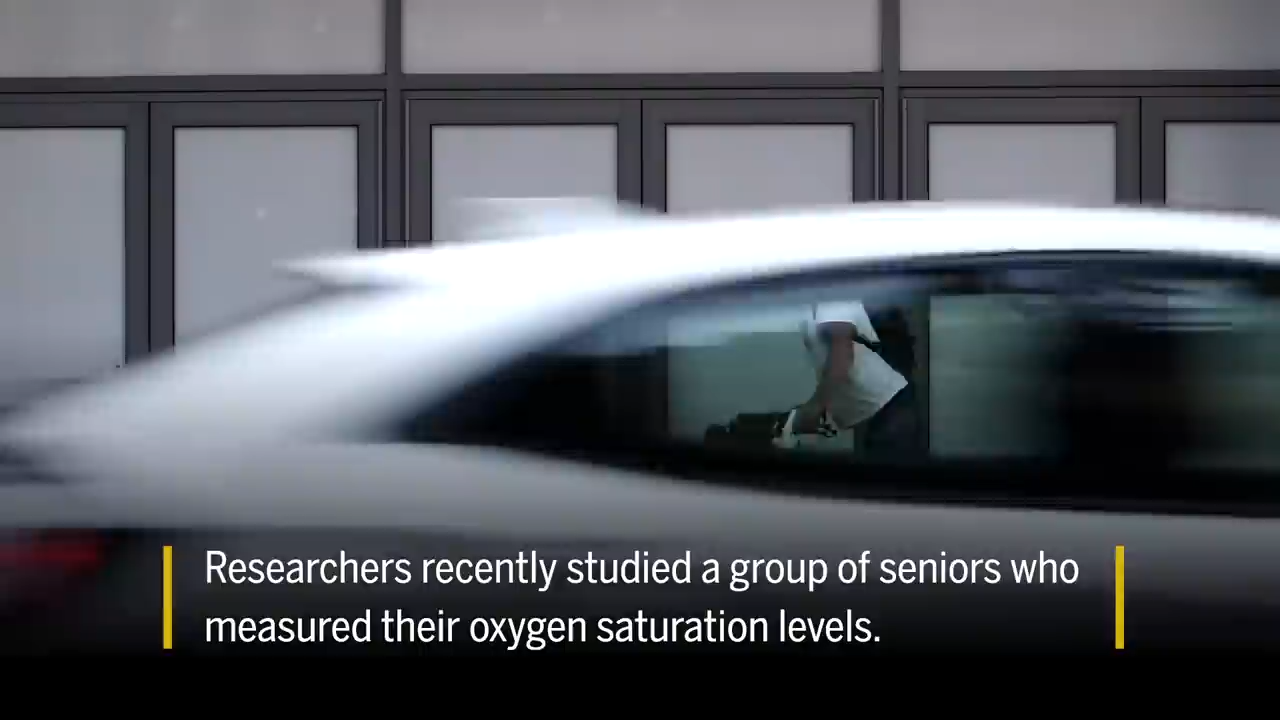 Researchers recently studied a group of seniors who
measured their oxygen saturation levels.